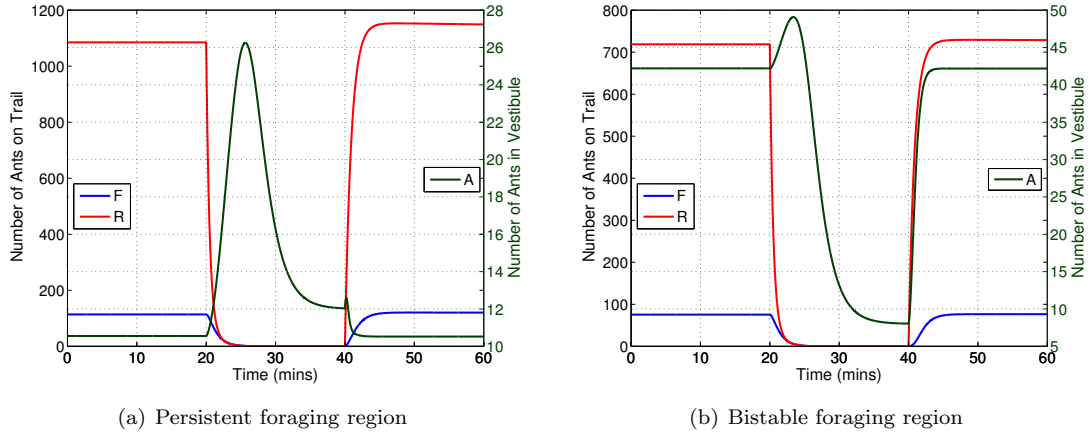 1200
1000
800
600
400
200
0
Number of Ants on Trail
F
R
A
28
26
24
22
20
18
16
14
12
10
Number of Ants in Vestibule
0 10 20 30 40 50 60
Time (mins)
(a) Persistent foraging region
800
700
600
500
400
300
200
100
0
Number of Ants on Trail
F
R
A
50
45
40
35
30
25
20
15
10
5
Number of Ants in Vestibule
0 10 20 30 40 50 60
Time (mins)
(b) Bistable foraging region